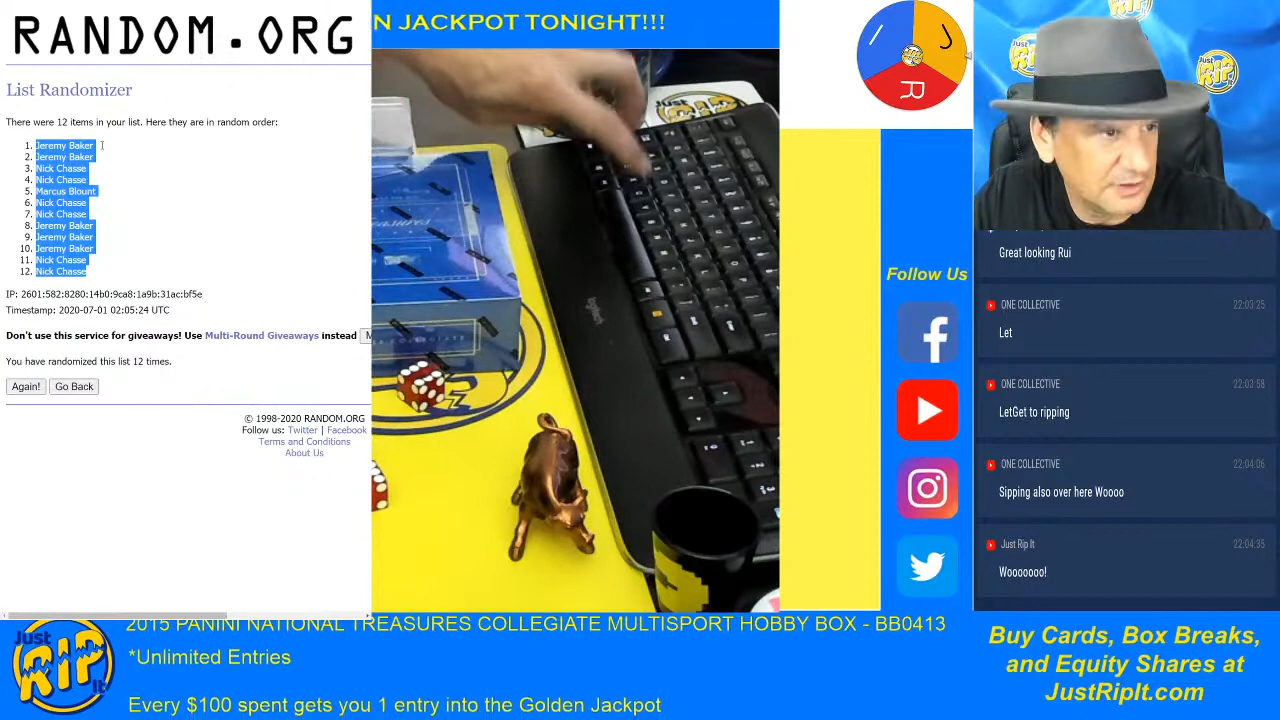 RANDOM.ORG
List Randomizer
There were 12 items in your list. Here they are in random order:
1. Jeremy Baker
2. Jeremy Baker
3. Nick Chasse
4. Nick Chasse
5. Marcus Blount
6. Nick Chasse
7. Nick Chasse
8. Jeremy Baker
9. Jeremy Baker
10. Jeremy Baker
11. Nick Chasse
12. Nick Chasse
IP: 2601:582:8280:14b0:9ca8:1a9b:31ac:bf5e
Timestamp: 2020-07-01 02:05:24 UTC
Don't use this service for giveaways! Use Multi-Round Giveaways instead
You have randomized this list 12 times.
Again! Go Back
© 1998-2020 RANDOM.ORG
Follow us: Twitter | Facebook
Terms and Conditions
About Us
N JACKPOT TONIGHT!!!
J
R
I
logitech
Follow Us
Great looking Rui
ONE COLLECTIVE 22:03:25
Let
ONE COLLECTIVE 22:03:58
LetGet to ripping
ONE COLLECTIVE 22:04:06
Sipping also over here Woooo
Just Rip It 22:04:35
Wooooooo!
Just RIP It
2015 PANINI NATIONAL TREASURES COLLEGIATE MULTISPORT HOBBY BOX - BB0413
*Unlimited Entries
Every $100 spent gets you 1 entry into the Golden Jackpot
Buy Cards, Box Breaks,
and Equity Shares at
JustRipIt.com